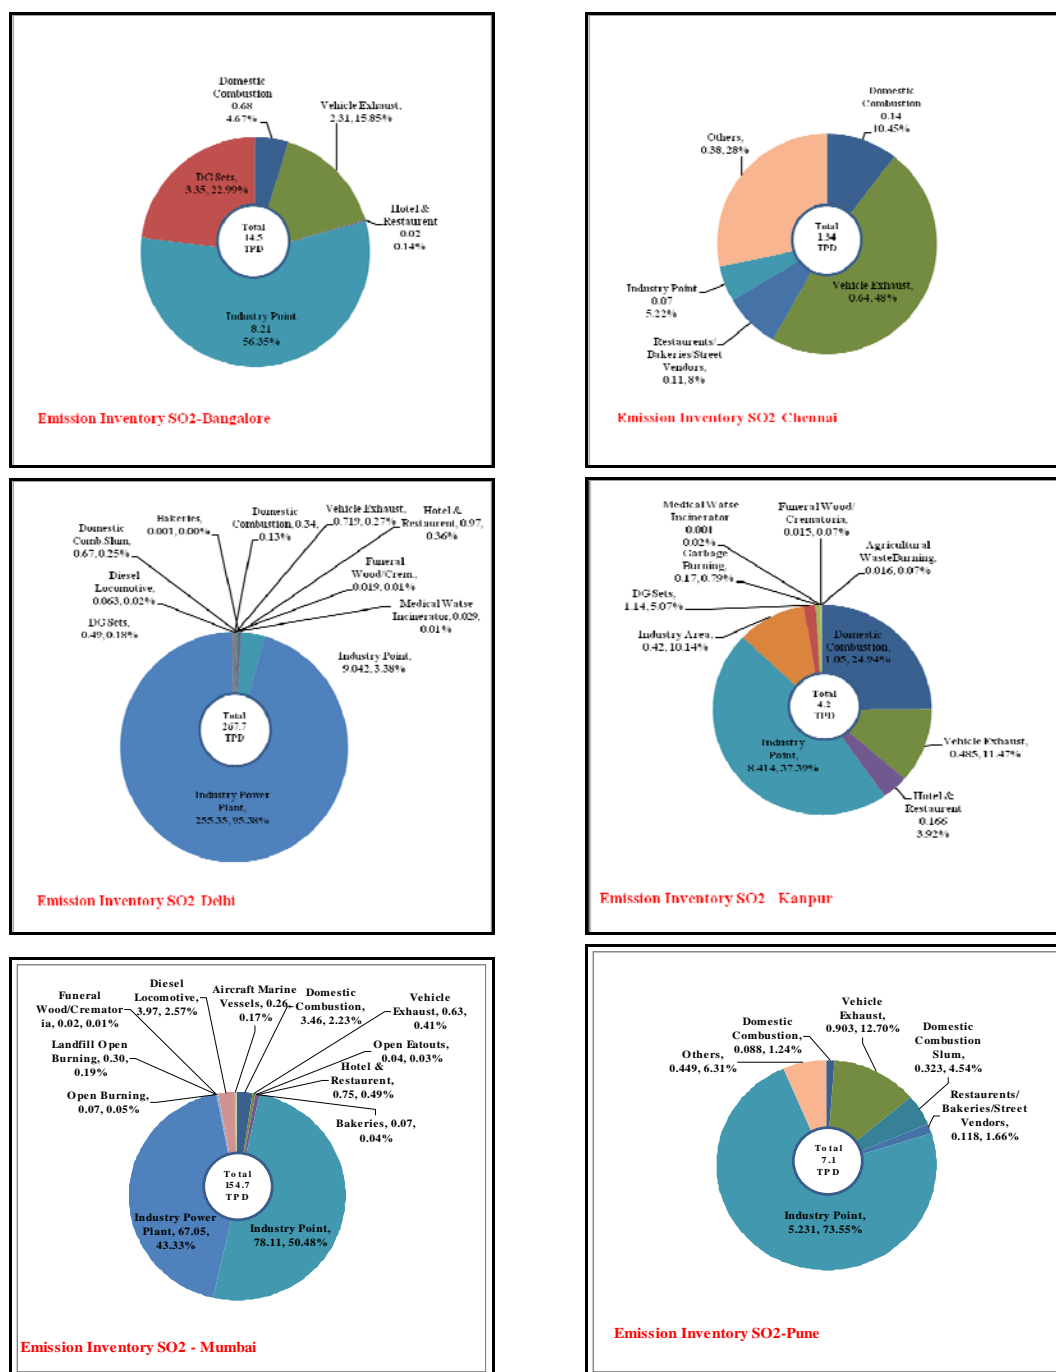 Domestic
Combustion
0.68
4.67%
Vehicle Exhaust,
2.31, 15.85%
DG Sets,
3.35, 22.99%
Hotel &
Restaurent
0.02
0.14%
Total
14.5
TPD
Industry Point
8.21
56.35%
Emission Inventory SO2-Bangalore
Domestic
Combustion
0.14
10.45%
Others,
0.38, 28%
Total
1.34
TPD
Vehicle Exhaust,
0.64, 48%
Industry Point
0.07
5.22%
Restaurents/
Bakeries/Street
Vendors,
0.11, 8%
Emission Inventory SO2 Chennai
Bakeries,
0.001, 0.00%
Domestic
Combustion, 0.34,
0.13%
Vehicle Exhaust,
0.719, 0.27%
Hotel &
Restaurent, 0.97,
0.36%
Domestic
Comb.Slum,
0.67, 0.25%
Funeral
Wood/Crem.,
0.019, 0.01%
Diesel
Locomotive,
0.063, 0.02%
Medical Watse
Incinerator, 0.029,
0.01%
DG Sets,
0.49, 0.18%
Industry Point,
9.042, 3.38%
Total
267.7
TPD
Industry Power
Plant,
255.35, 95.38%
Emission Inventory SO2 Delhi
Medical Watse
Incinerator
0.001
0.02%
Funeral Wood/
Crematoria,
0.015, 0.07%
Garbage
Burning,
0.17, 0.79%
Agricultural
WasteBurning,
0.016, 0.07%
DG Sets,
1.14, 5.07%
Industry Area,
0.42, 10.14%
Domestic
Combustion,
1.05, 24.94%
Total
4.2
TPD
Industry
Point,
8.414, 37.39%
Vehicle Exhaust,
0.485, 11.47%
Hotel &
Restaurent
0.166
3.92%
Emission Inventory SO2 Kanpur
Funeral
Wood/Cremator
ia, 0.02, 0.01%
Diesel
Locomotive,
3.97, 2.57%
Aircraft Marine
Vessels, 0.26,
0.17%
Domestic
Combustion,
3.46, 2.23%
Vehicle
Exhaust, 0.63,
0.41%
Landfill Open
Burning, 0.30,
0.19%
Open Eatouts,
0.04, 0.03%
Hotel &
Restaurent,
0.75, 0.49%
Open Burning,
0.07, 0.05%
Bakeries, 0.07,
0.04%
Total
154.7
TPD
Industry Power
Plant, 67.05,
43.33%
Industry Point,
78.11, 50.48%
Emission Inventory SO2 - Mumbai
Vehicle
Exhaust,
0.903, 12.70%
Domestic
Combustion,
0.088, 1.24%
Domestic
Combustion
Slum,
0.323, 4.54%
Others,
0.449, 6.31%
Restaurents/
Bakeries/Street
Vendors,
0.118, 1.66%
Total
7.1
TPD
Industry Point,
5.231, 73.55%
Emission Inventory SO2-Pune